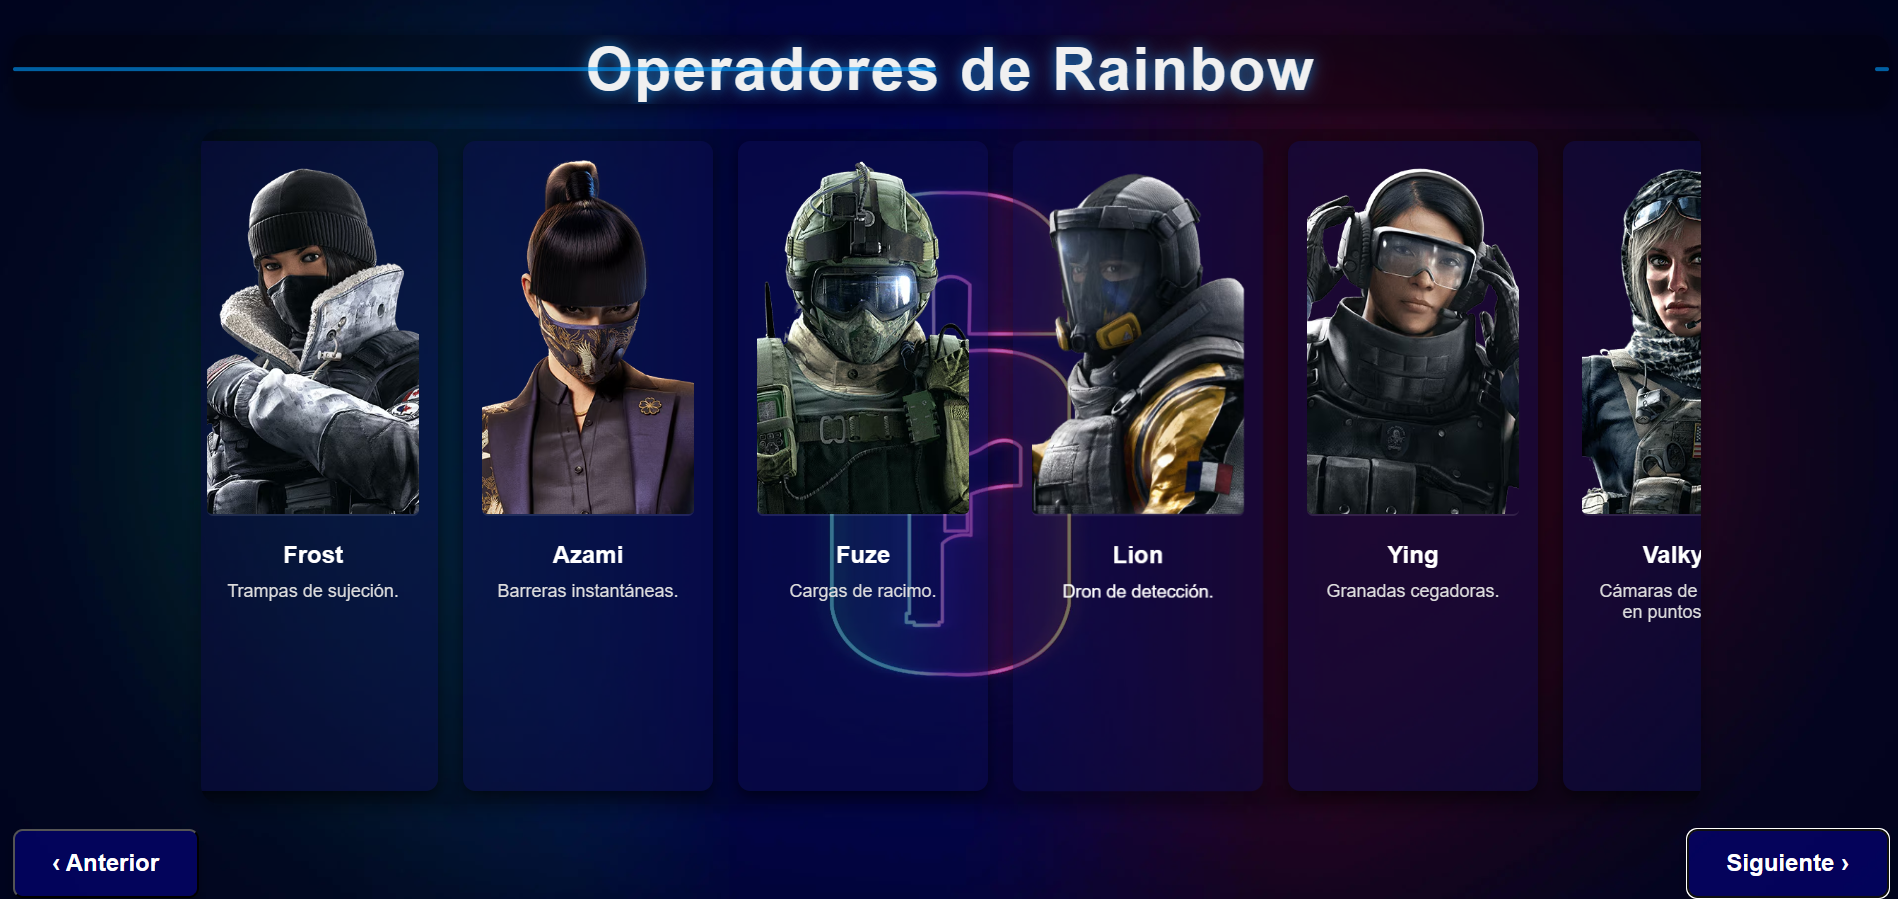 Operadores de Rainbow
Frost
Trampas de sujeción.
Azami
Barreras instantáneas.
Fuze
Cargas de racimo.
Lion
Dron de detección.
Ying
Granadas cegadoras.
Valky
Cámaras de
en puntos
‹ Anterior
Siguiente ›